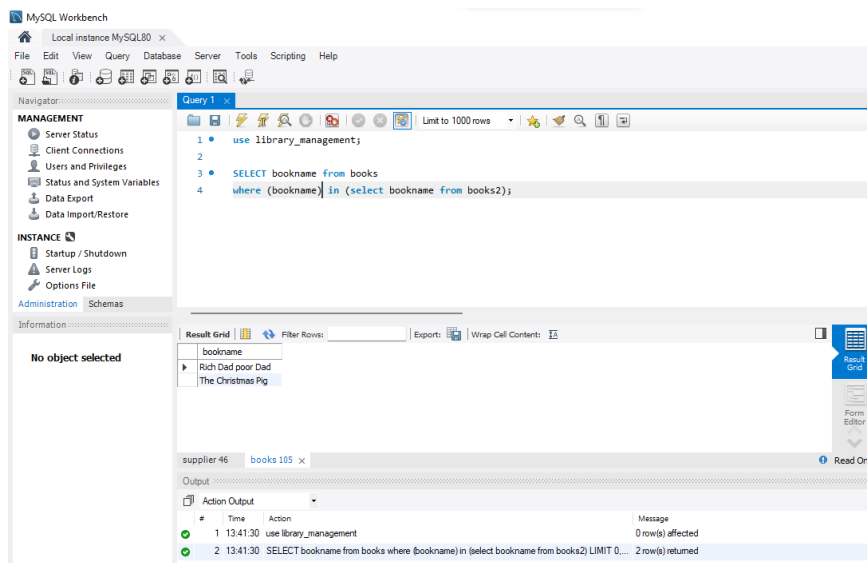 MySQL Workbench
Local instance MySQL80 ×
File Edit View Query Database Server Tools Scripting Help
Navigator
Query 1 ×
MANAGEMENT
Server Status
Client Connections
Users and Privileges
Status and System Variables
Data Export
Data Import/Restore
INSTANCE
Startup / Shutdown
Server Logs
Options File
Administration Schemas
Information
No object selected
Limit to 1000 rows
1 use library_management;
2
3 SELECT bookname from books
4 where (bookname) in (select bookname from books2);
Result Grid Filter Rows: Export: Wrap Cell Content: IA
bookname
Rich Dad poor Dad
The Christmas Pig
Result
Grid
Form
Editor
supplier 46 books 105 ×
Read On
Output
Action Output
# Time Action Message
1 13:41:30 use library_management 0 row(s) affected
2 13:41:30 SELECT bookname from books where (bookname) in (select bookname from books2) LIMIT 0,... 2 row(s) returned